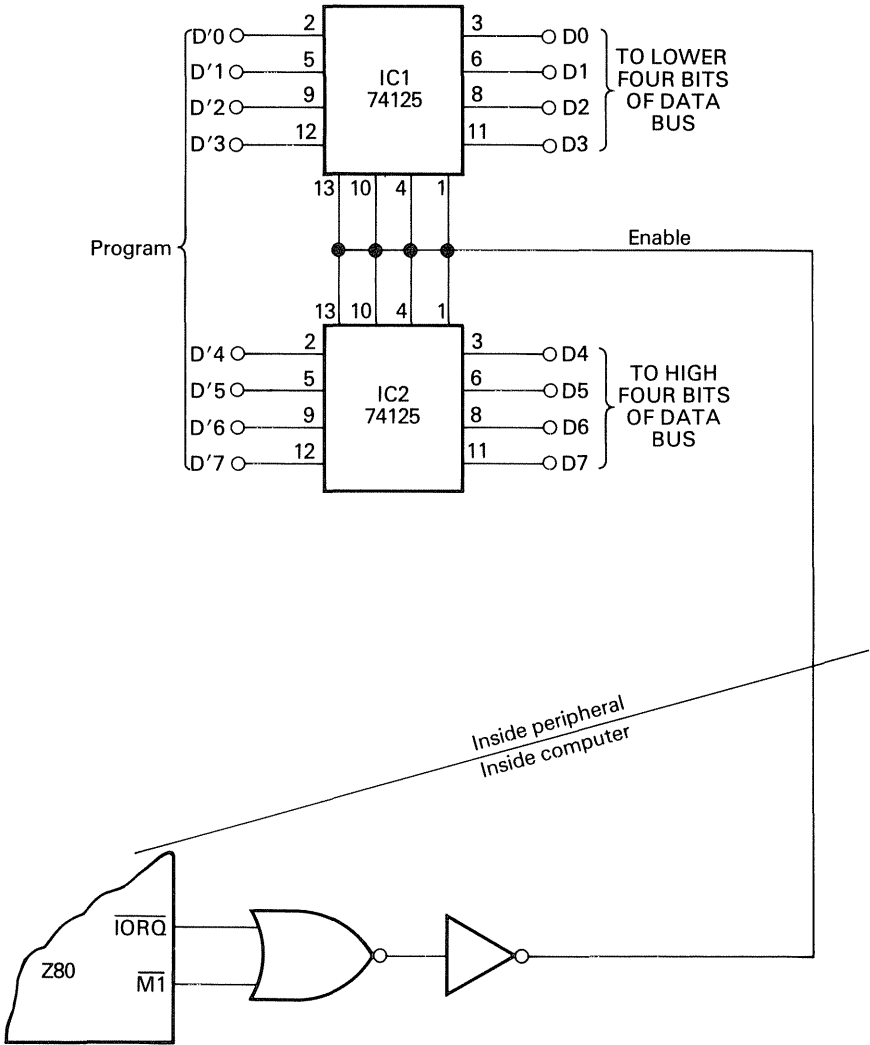 D'0 2 3 D0
D'1 5 6 D1
D'2 9 8 D2
D'3 12 11 D3
IC1
74125
TO LOWER
FOUR BITS
OF DATA
BUS
13 10 4 1
Program
Enable
13 10 4 1
D'4 2 3 D4
D'5 5 6 D5
D'6 9 8 D6
D'7 12 11 D7
IC2
74125
TO HIGH
FOUR BITS
OF DATA
BUS
Inside peripheral
Inside computer
I̅O̅R̅Q̅
Z80
M̅1̅